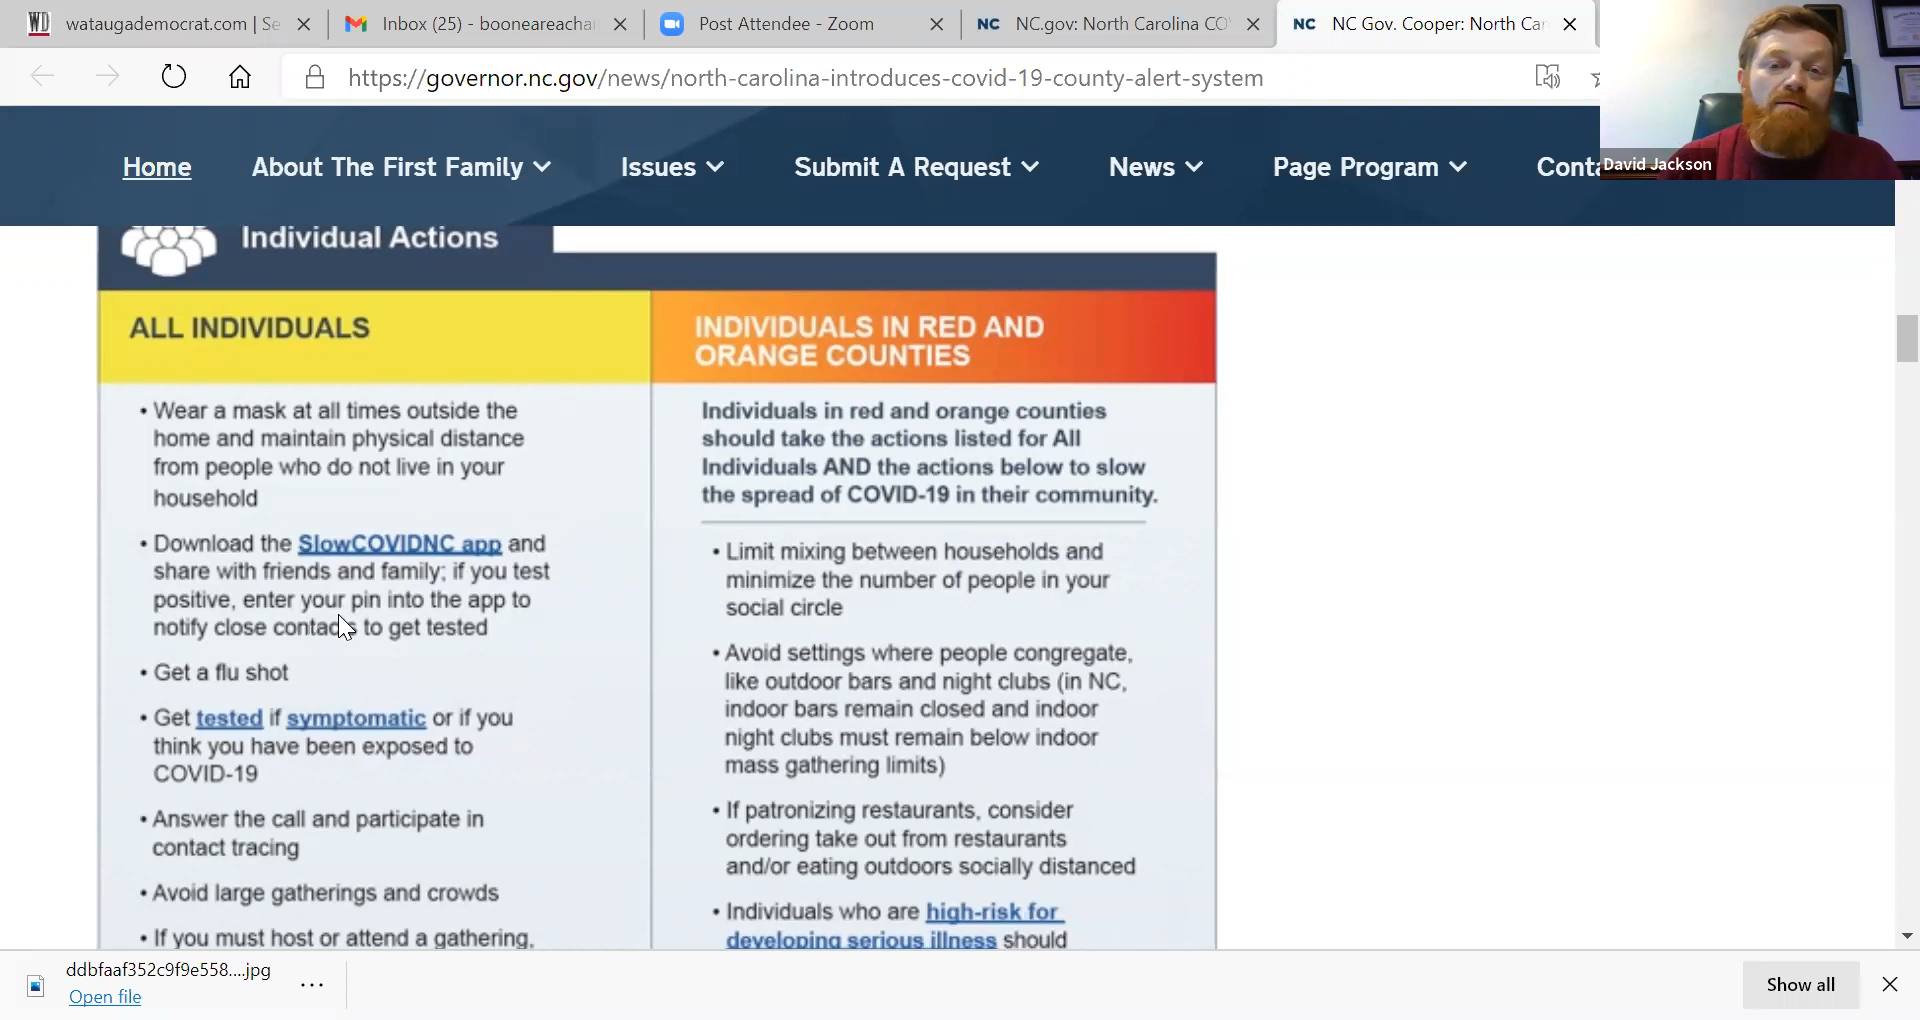 WD wataugademocrat.com | Se
Inbox (25) - booneareacha
Post Attendee - Zoom
NC NC.gov: North Carolina CO
NC NC Gov. Cooper: North Car
https://governor.nc.gov/news/north-carolina-introduces-covid-19-county-alert-system
David Jackson
Home
About The First Family
Issues
Submit A Request
News
Page Program
Conta
Individual Actions
ALL INDIVIDUALS
• Wear a mask at all times outside the
home and maintain physical distance
from people who do not live in your
household
• Download the SlowCOVIDNC app and
share with friends and family; if you test
positive, enter your pin into the app to
notify close contacts to get tested
• Get a flu shot
• Get tested if symptomatic or if you
think you have been exposed to
COVID-19
• Answer the call and participate in
contact tracing
• Avoid large gatherings and crowds
• If you must host or attend a gathering,
INDIVIDUALS IN RED AND
ORANGE COUNTIES
Individuals in red and orange counties
should take the actions listed for All
Individuals AND the actions below to slow
the spread of COVID-19 in their community.
• Limit mixing between households and
minimize the number of people in your
social circle
• Avoid settings where people congregate,
like outdoor bars and night clubs (in NC,
indoor bars remain closed and indoor
night clubs must remain below indoor
mass gathering limits)
• If patronizing restaurants, consider
ordering take out from restaurants
and/or eating outdoors socially distanced
• Individuals who are high-risk for
developing serious illness should
ddbfaaf352c9f9e558....jpg
Open file
...
Show all